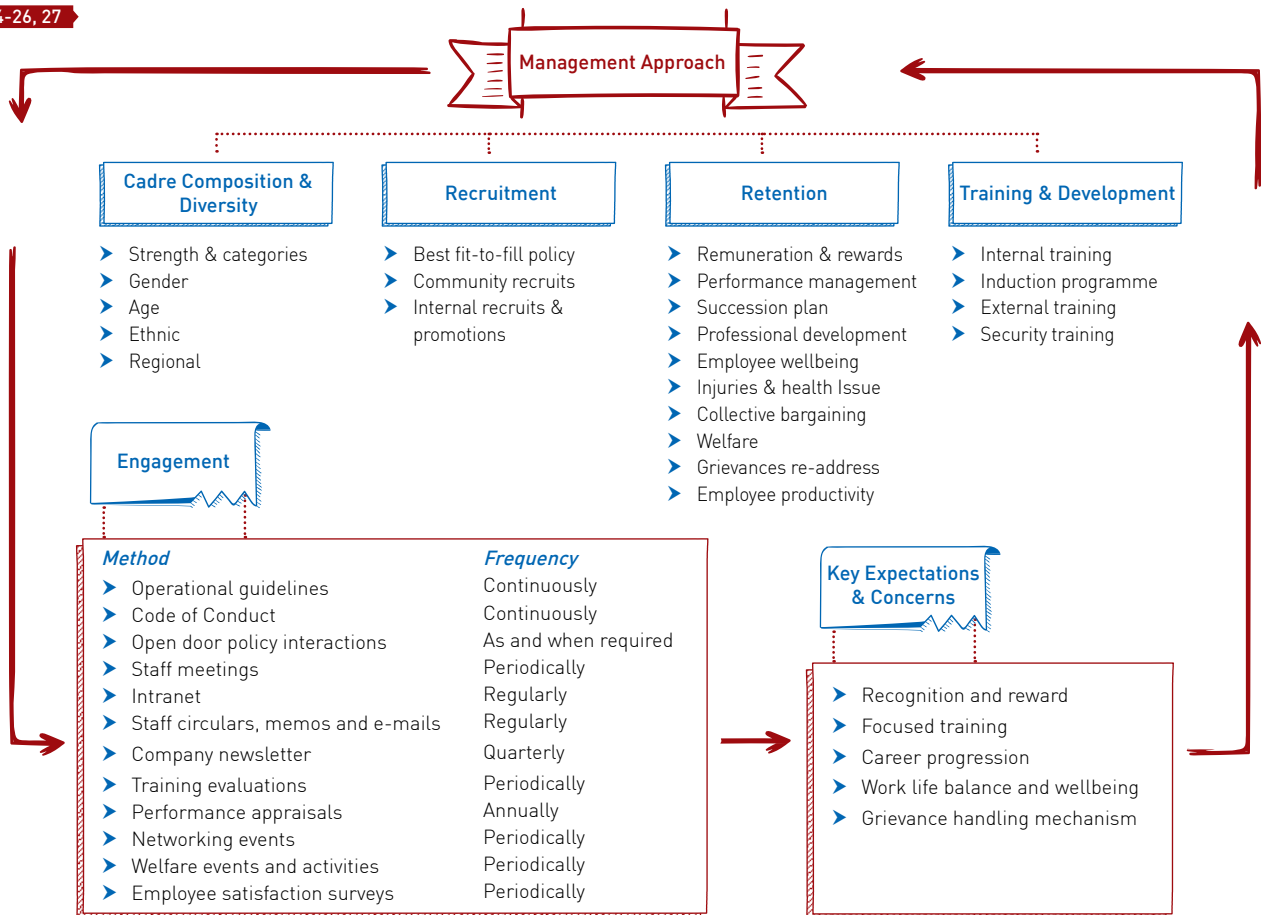 4-26, 27
Management Approach
Cadre Composition &
Diversity
Strength & categories
Gender
Age
Ethnic
Regional
Recruitment
Best fit-to-fill policy
Community recruits
Internal recruits &
promotions
Retention
Remuneration & rewards
Performance management
Succession plan
Professional development
Employee wellbeing
Injuries & health Issue
Collective bargaining
Welfare
Grievances re-address
Employee productivity
Training & Development
Internal training
Induction programme
External training
Security training
Engagement
Method Frequency
Operational guidelines Continuously
Code of Conduct Continuously
Open door policy interactions As and when required
Staff meetings Periodically
Intranet Regularly
Staff circulars, memos and e-mails Regularly
Company newsletter Quarterly
Training evaluations Periodically
Performance appraisals Annually
Networking events Periodically
Welfare events and activities Periodically
Employee satisfaction surveys Periodically
Key Expectations
& Concerns
Recognition and reward
Focused training
Career progression
Work life balance and wellbeing
Grievance handling mechanism